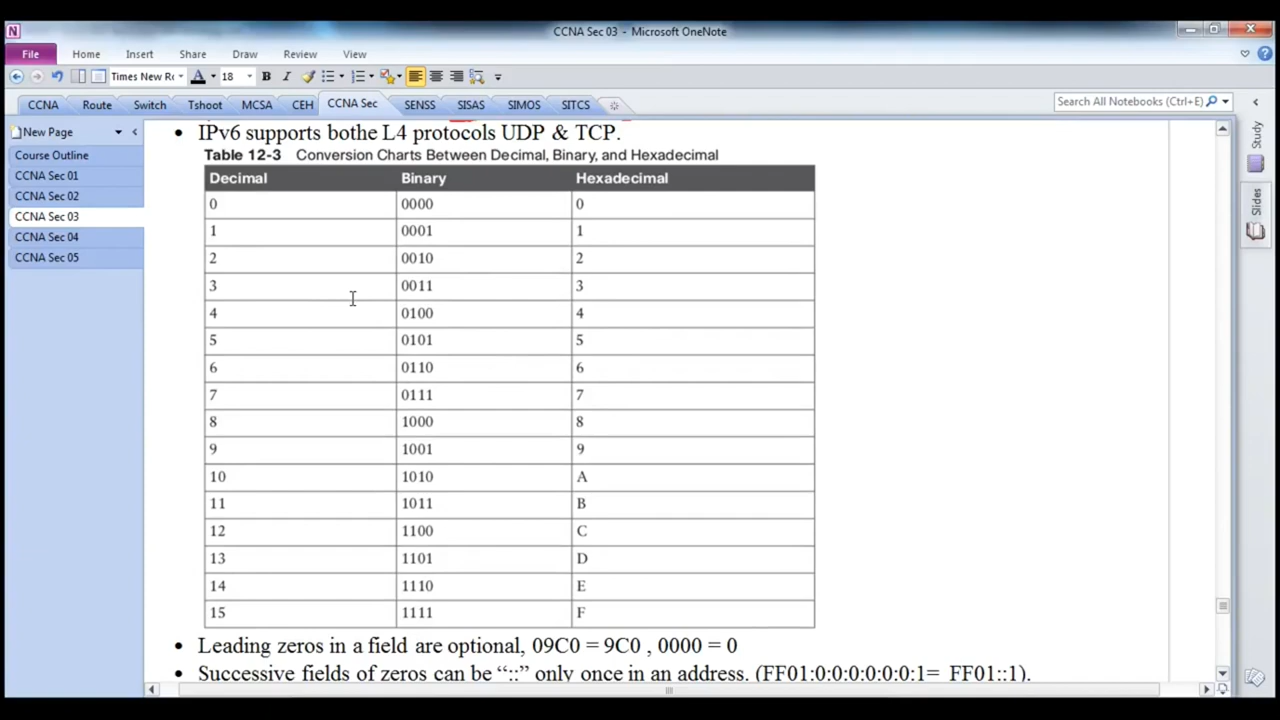 CCNA Sec 03 - Microsoft OneNote
File Home Insert Share Draw Review View
Times New Ro 18 B I
CCNA Route Switch Tshoot MCSA CEH CCNA Sec SENSS SISAS SIMOS SITCS
Search All Notebooks (Ctrl+E)
New Page
Course Outline
CCNA Sec 01
CCNA Sec 02
CCNA Sec 03
CCNA Sec 04
CCNA Sec 05
• IPv6 supports bothe L4 protocols UDP & TCP.
Table 12-3 Conversion Charts Between Decimal, Binary, and Hexadecimal
Decimal Binary Hexadecimal
0 0000 0
1 0001 1
2 0010 2
3 0011 3
4 0100 4
5 0101 5
6 0110 6
7 0111 7
8 1000 8
9 1001 9
10 1010 A
11 1011 B
12 1100 C
13 1101 D
14 1110 E
15 1111 F
• Leading zeros in a field are optional, 09C0 = 9C0 , 0000 = 0
• Successive fields of zeros can be “::” only once in an address. (FF01:0:0:0:0:0:0:1= FF01::1).
Study
Slides